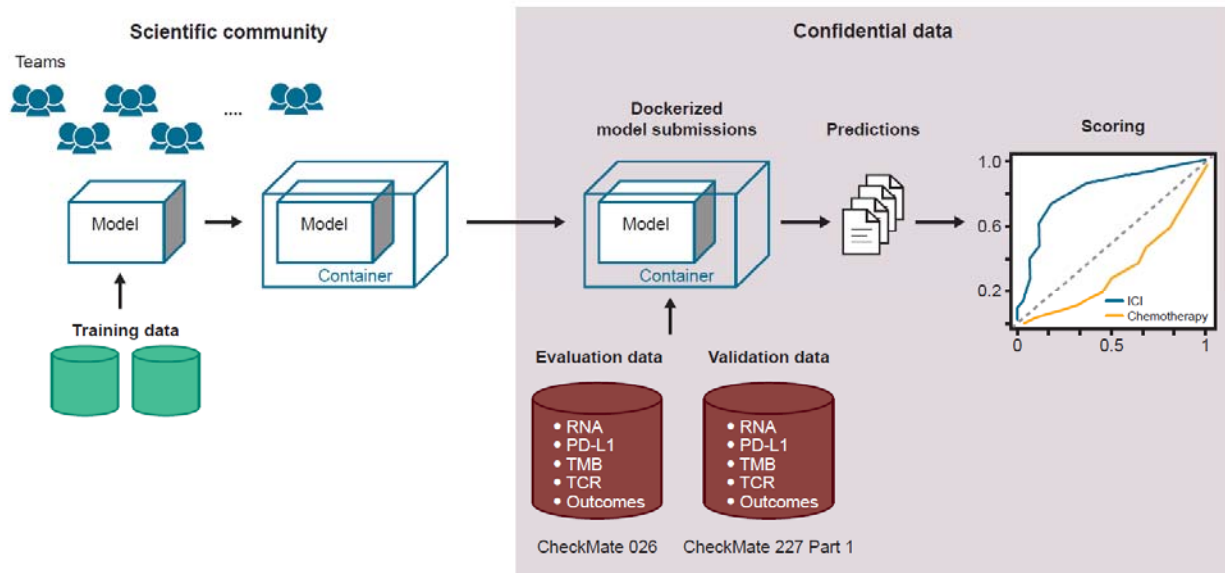 Scientific community
Teams
....
Model
Model
Container
Training data
Confidential data
Dockerized
model submissions
Model
Container
Predictions
Scoring
1.0
0.6
0.2
0
0.5
1
ICI
Chemotherapy
Evaluation data
• RNA
• PD-L1
• TMB
• TCR
• Outcomes
CheckMate 026
Validation data
• RNA
• PD-L1
• TMB
• TCR
• Outcomes
CheckMate 227 Part 1